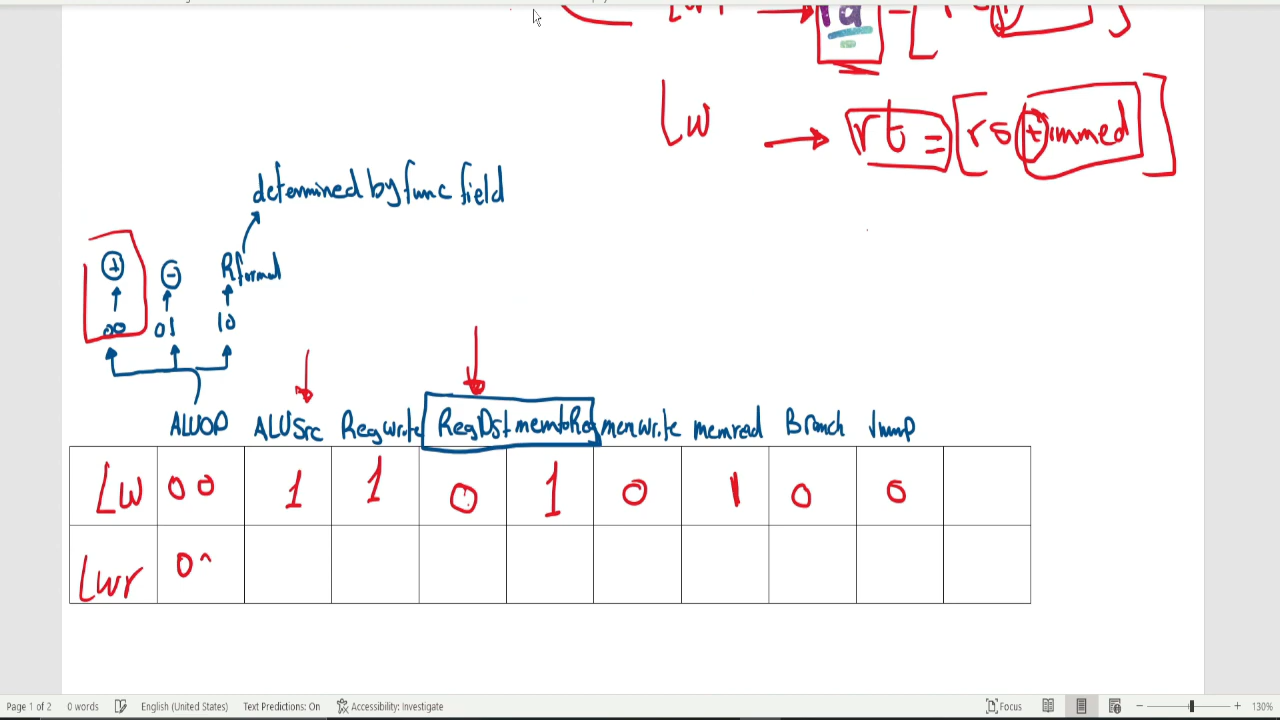 Lw → rt = [rs + immed]
determined by func field
+ - Rformat
00 01 10
ALUOP ALUSrc RegWrite RegDst memtoReg memwrite memread Branch Jump
Lw 00 1 1 0 1 0 1 0 0
Lwr 0
Page 1 of 2 0 words English (United States) Text Predictions: On Accessibility: Investigate Focus - + 130%